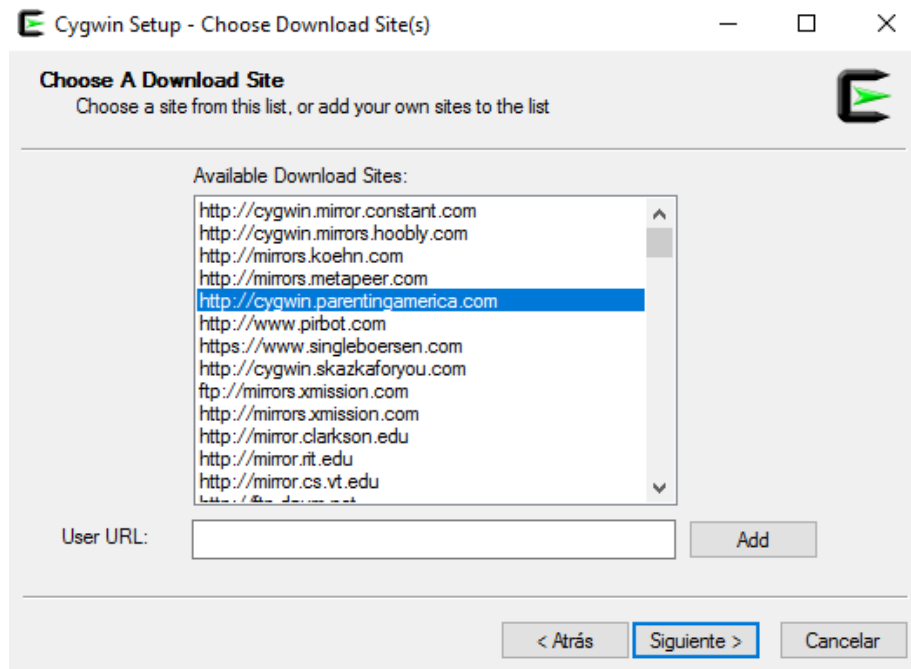 Cygwin Setup - Choose Download Site(s)
Choose A Download Site
Choose a site from this list, or add your own sites to the list
Available Download Sites:
http://cygwin.mirror.constant.com
http://cygwin.mirrors.hoobly.com
http://mirrors.koehn.com
http://mirrors.metapeer.com
http://cygwin.parentingamerica.com
http://www.pirbot.com
https://www.singleboersen.com
http://cygwin.skazkaforyou.com
ftp://mirrors.xmission.com
http://mirrors.xmission.com
http://mirror.clarkson.edu
http://mirror.rit.edu
http://mirror.cs.vt.edu
User URL:
Add
< Atrás
Siguiente >
Cancelar